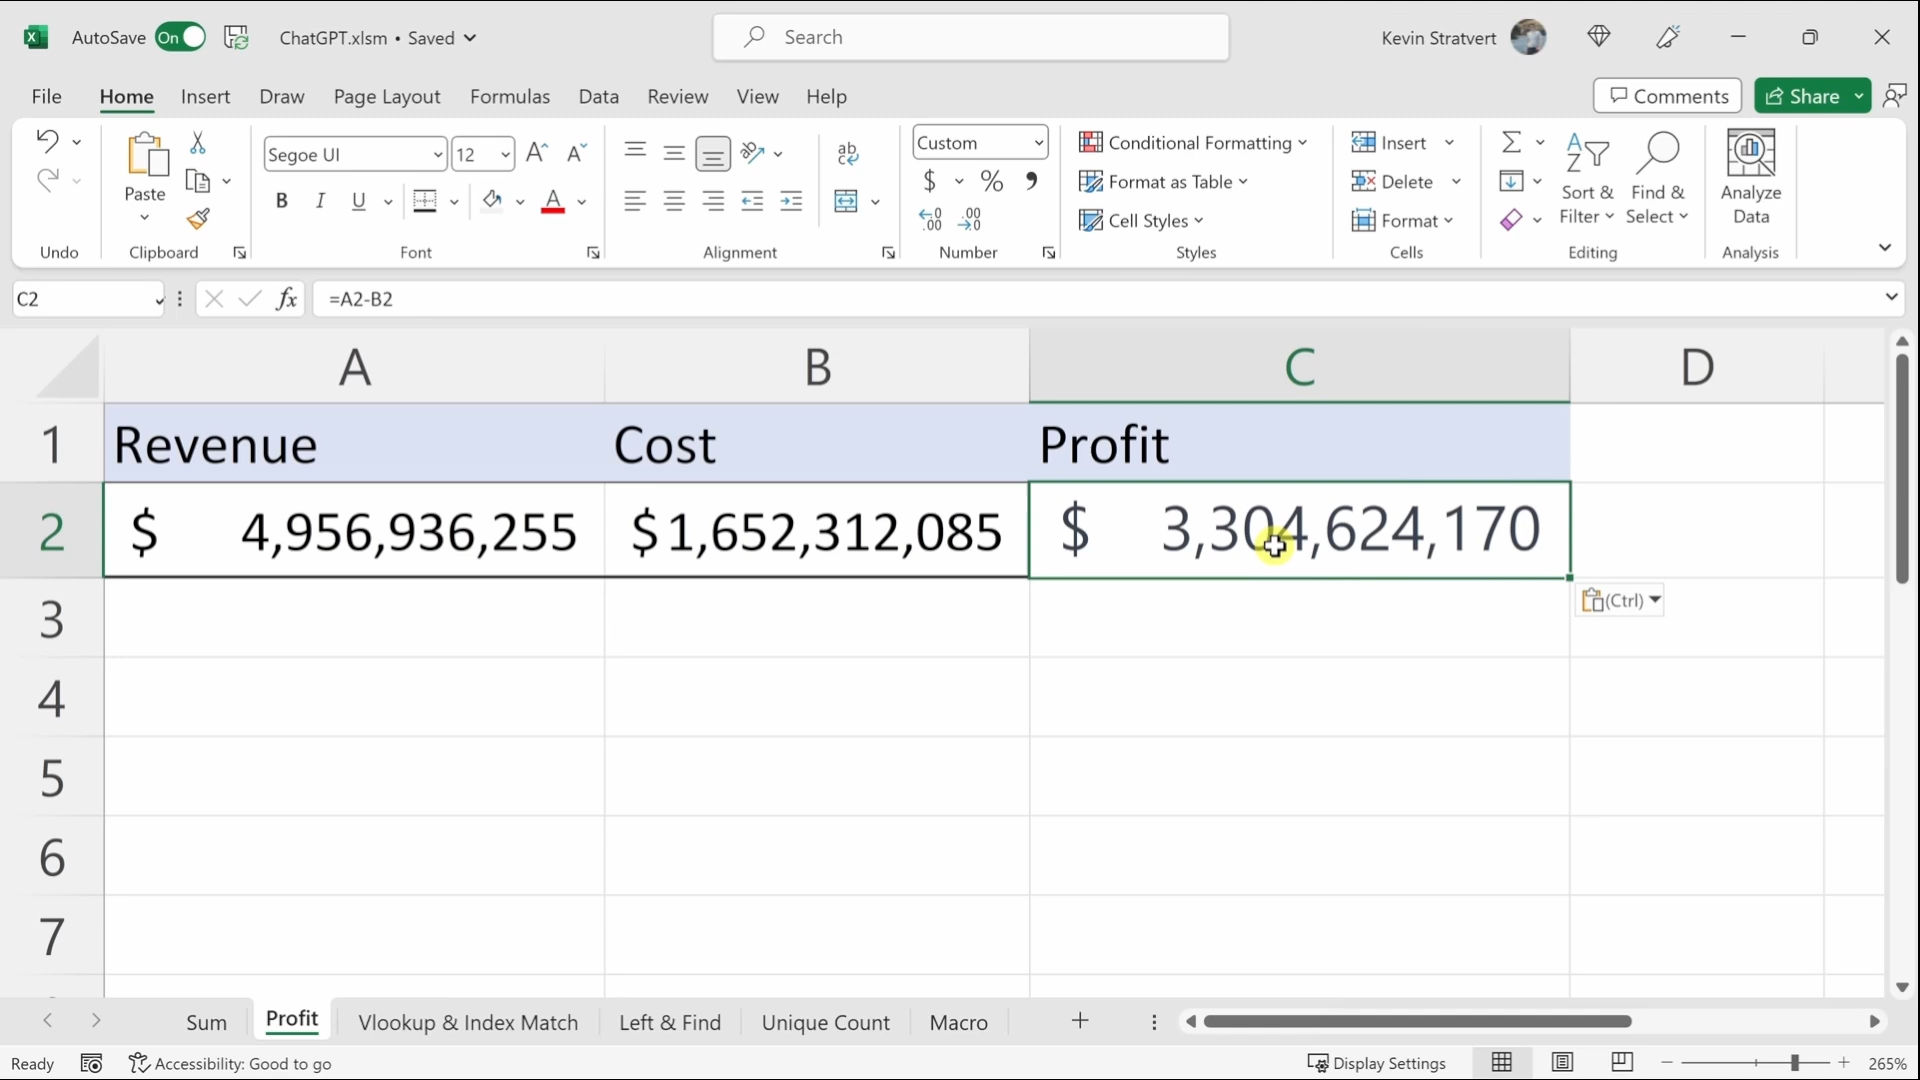 AutoSave On ChatGPT.xlsm • Saved Search Kevin Stratvert
File Home Insert Draw Page Layout Formulas Data Review View Help Comments Share
Paste Segoe UI 12 B I U A ab Custom $ % Conditional Formatting Format as Table Cell Styles Insert Delete Format Sort & Filter Find & Select Analyze Data
Undo Clipboard Font Alignment Number Styles Cells Editing Analysis
C2 fx =A2-B2
A B C D
1 Revenue Cost Profit
2 $ 4,956,936,255 $1,652,312,085 $ 3,304,624,170
3 (Ctrl)
4
5
6
7
Sum Profit Vlookup & Index Match Left & Find Unique Count Macro
Ready Accessibility: Good to go Display Settings 265%